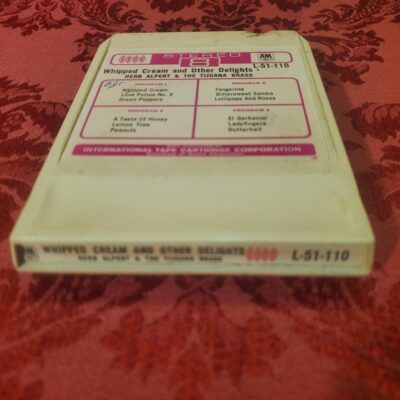 STEREO
8
AM
L-51-110
Whipped Cream and Other Delights -
HERB ALPERT & THE TIJUANA BRASS
PROGRAM 1
Whipped Cream
Love Potion No. 9
Green Peppers
PROGRAM 2
Tangerine
Bittersweet Samba
Lollipops And Roses
PROGRAM 3
A Taste Of Honey
Lemon Tree
Peanuts
PROGRAM 4
El Garbanzo
Ladyfingers
Butterball
INTERNATIONAL TAPE CARTRIDGE CORPORATION
WHIPPED CREAM AND OTHER DELIGHTS
L-51-110
HERB ALPERT & THE TIJUANA BRASS